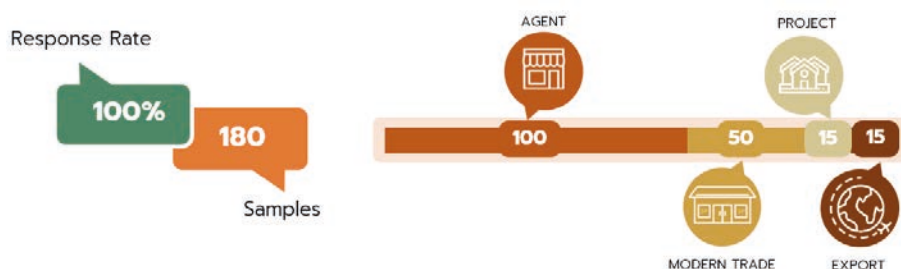 Response Rate
100%
180
Samples
AGENT
PROJECT
100
50
15
15
MODERN TRADE
EXPORT